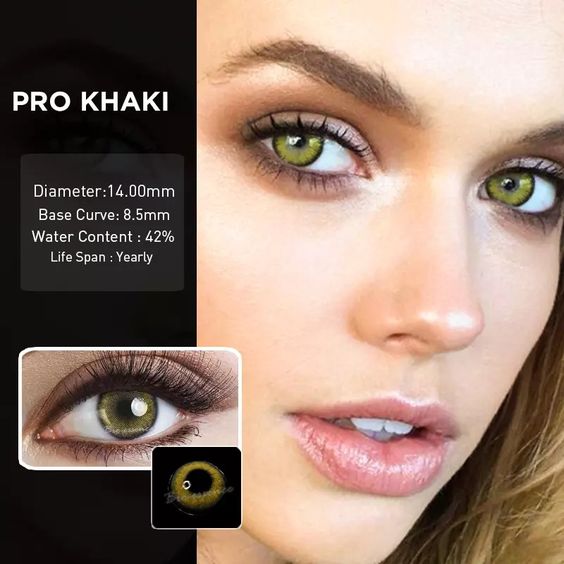 PRO KHAKI
Diameter:14.00mm
Base Curve: 8.5mm
Water Content : 42%
Life Span : Yearly